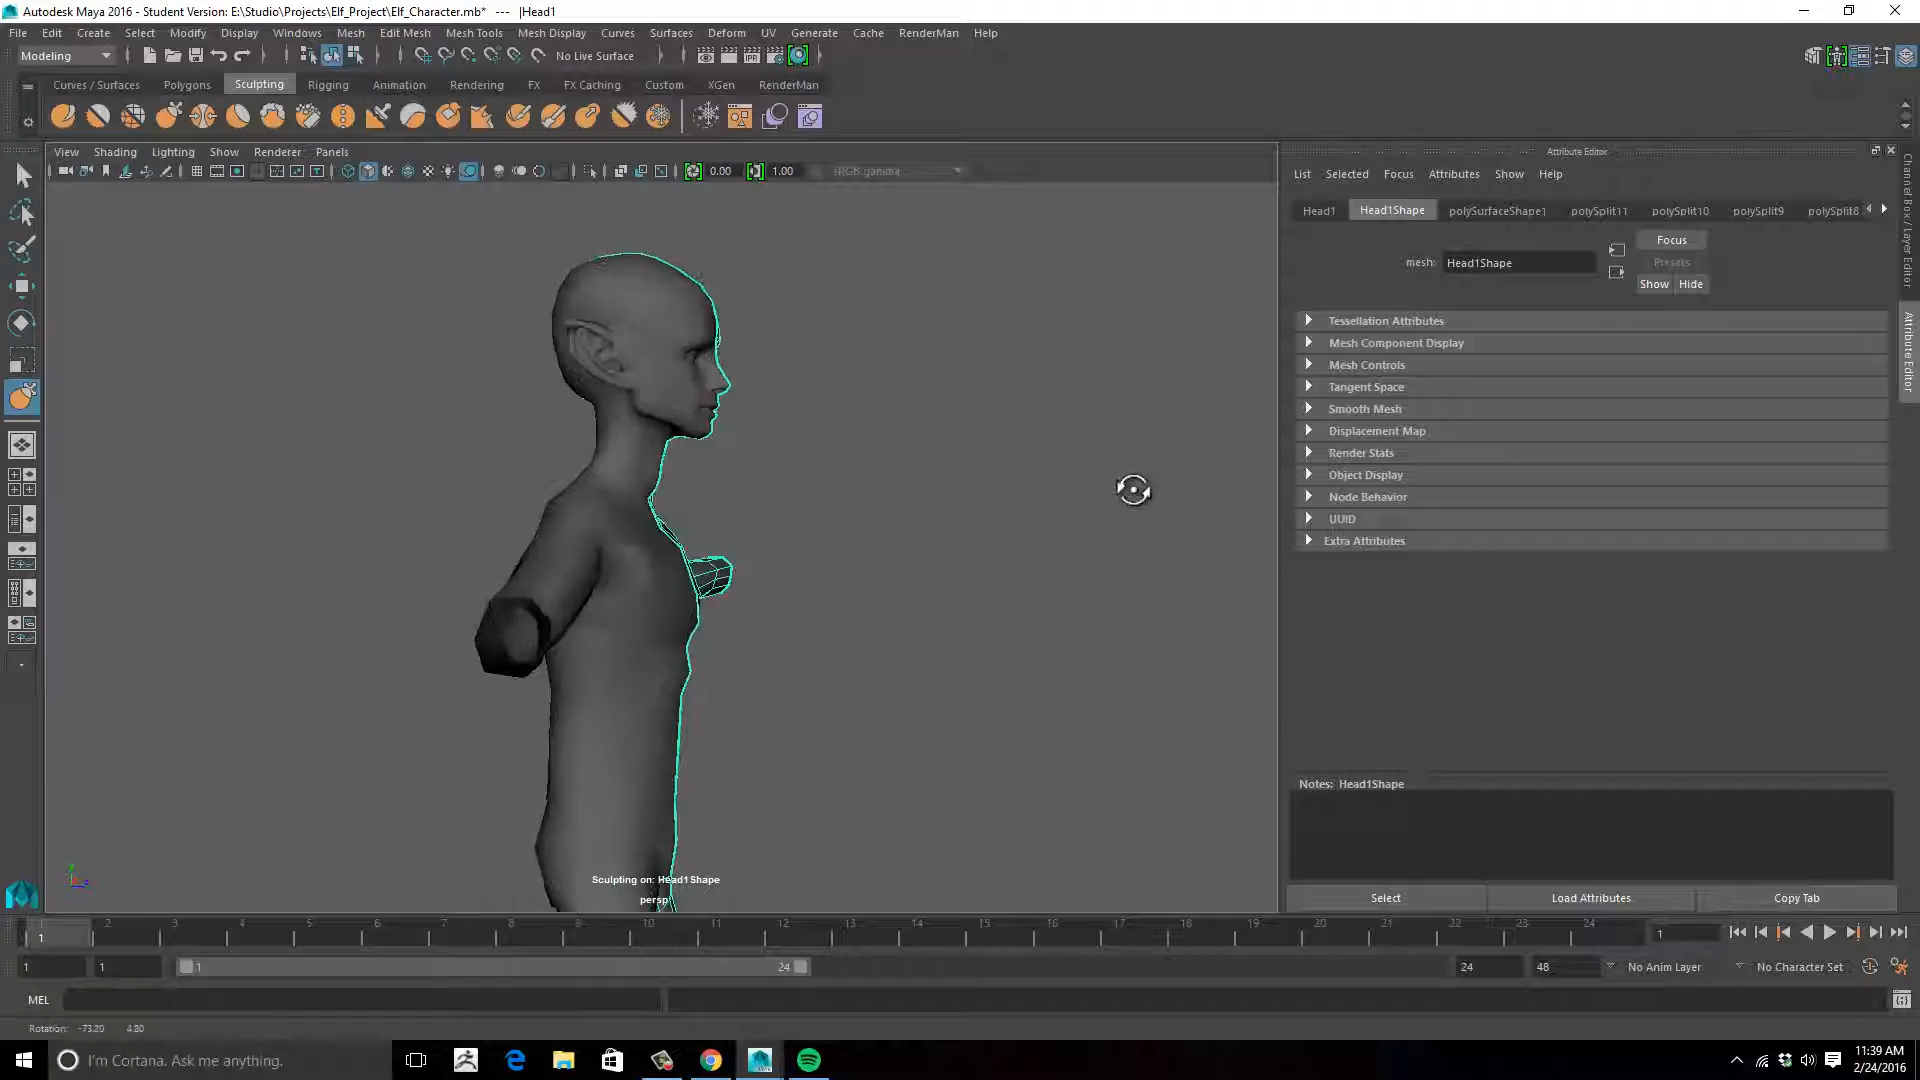 Autodesk Maya 2016 - Student Version: E:\Studio\Projects\Elf_Project\Elf_Character.mb* --- |Head1
File Edit Create Select Modify Display Windows Mesh Edit Mesh Mesh Tools Mesh Display Curves Surfaces Deform UV Generate Cache RenderMan Help
Modeling No Live Surface
Curves / Surfaces Polygons Sculpting Rigging Animation Rendering FX FX Caching Custom XGen RenderMan
View Shading Lighting Show Renderer Panels
0.00 1.00 sRGB gamma
Attribute Editor
List Selected Focus Attributes Show Help
Head1 Head1Shape polySurfaceShape1 polySplit11 polySplit10 polySplit9 polySplit8
Focus
mesh: Head1Shape Presets
Show Hide
Tessellation Attributes
Mesh Component Display
Mesh Controls
Tangent Space
Smooth Mesh
Displacement Map
Render Stats
Object Display
Node Behavior
UUID
Extra Attributes
Channel Box / Layer Editor
Attribute Editor
Notes: Head1Shape
Sculpting on: Head1Shape
persp
Select Load Attributes Copy Tab
1 2 3 4 5 6 7 8 9 10 11 12 13 14 15 16 17 18 19 20 21 22 23 24
1 1
1 1 1 24 24 48 No Anim Layer No Character Set
MEL
Rotation: -73.20 4.80
I'm Cortana. Ask me anything.
11:39 AM
2/24/2016